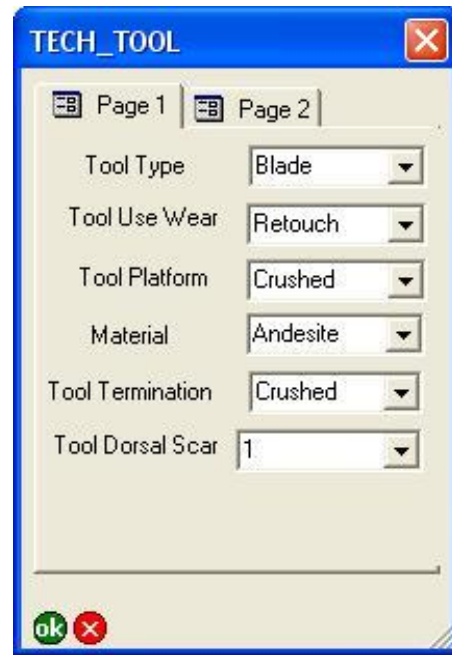 TECH_TOOL
Page 1 Page 2
Tool Type Blade
Tool Use Wear Retouch
Tool Platform Crushed
Material Andesite
Tool Termination Crushed
Tool Dorsal Scar 1
ok